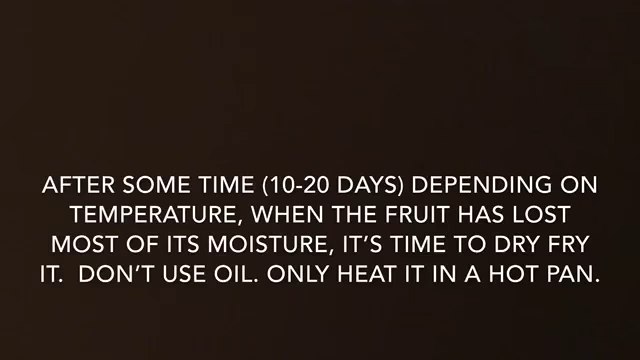 AFTER SOME TIME (10-20 DAYS) DEPENDING ON
TEMPERATURE, WHEN THE FRUIT HAS LOST
MOST OF ITS MOISTURE, IT'S TIME TO DRY FRY
IT.  DON'T USE OIL. ONLY HEAT IT IN A HOT PAN.